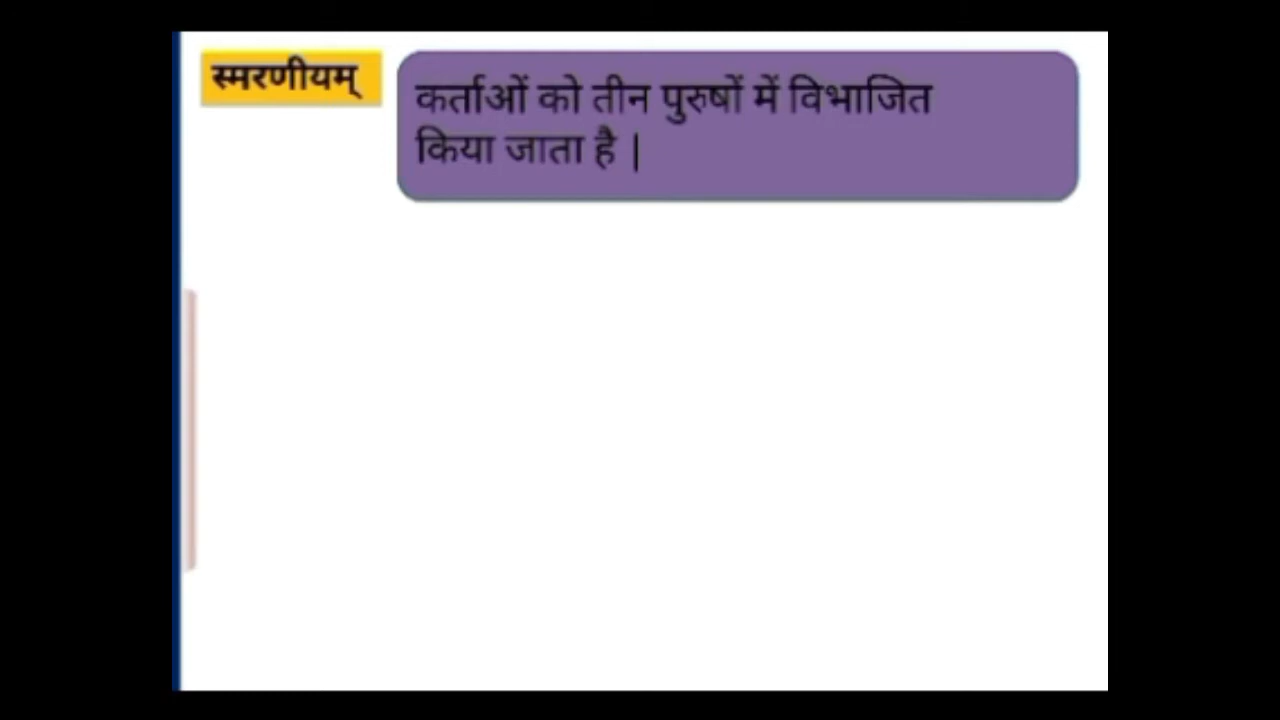 स्मरणीयम्
कर्ताओं को तीन पुरुषों में विभाजित
किया जाता है |